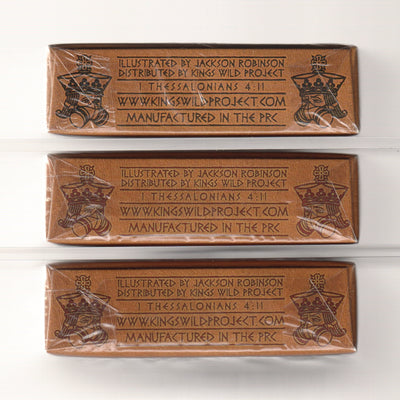 ILLUSTRATED BY JACKSON ROBINSON
DISTRIBUTED BY KINGS WILD PROJECT
1 THESSALONIANS 4:11
WWW.KINGSWILDPROJECT.COM
MANUFACTURED IN THE PRC
ILLUSTRATED BY JACKSON ROBINSON
DISTRIBUTED BY KINGS WILD PROJECT
1 THESSALONIANS 4:11
WWW.KINGSWILDPROJECT.COM
MANUFACTURED IN THE PRC
ILLUSTRATED BY JACKSON ROBINSON
DISTRIBUTED BY KINGS WILD PROJECT
1 THESSALONIANS 4:11
WWW.KINGSWILDPROJECT.COM
MANUFACTURED IN THE PRC